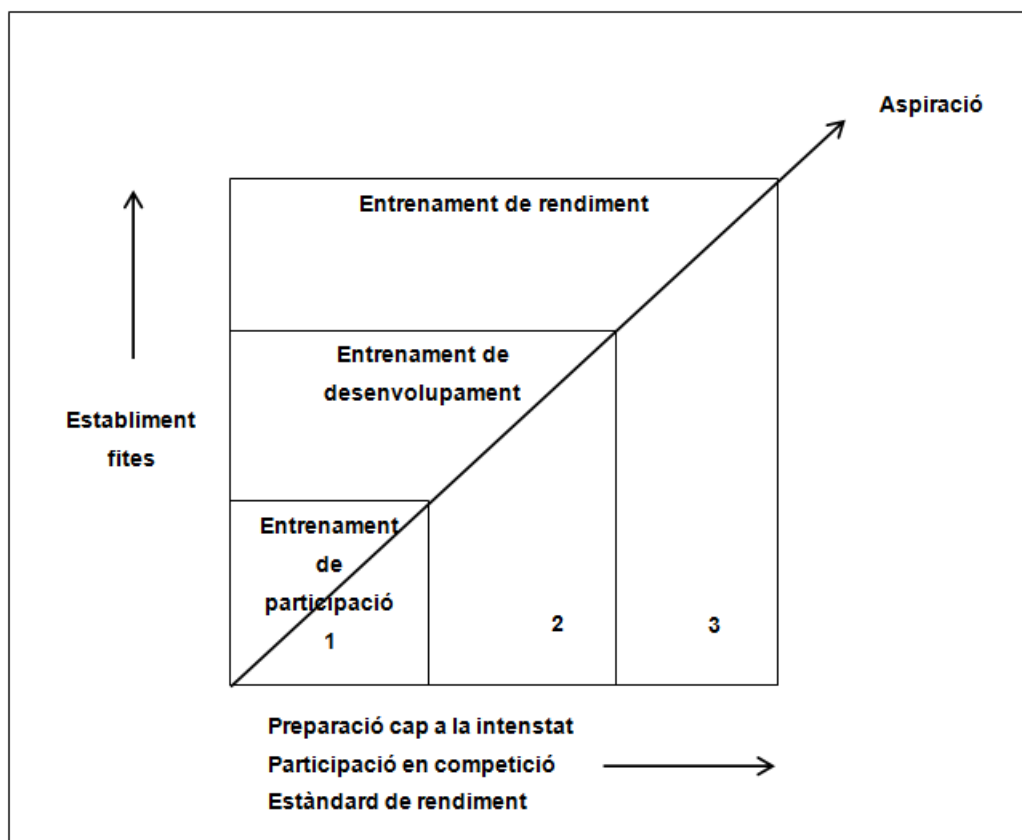 Aspiració
Entrenament de rendiment
Entrenament de
desenvolupament
Establiment
fites
Entrenament
de
participació
1
2
3
Preparació cap a la intenstat
Participació en competició
Estàndard de rendiment